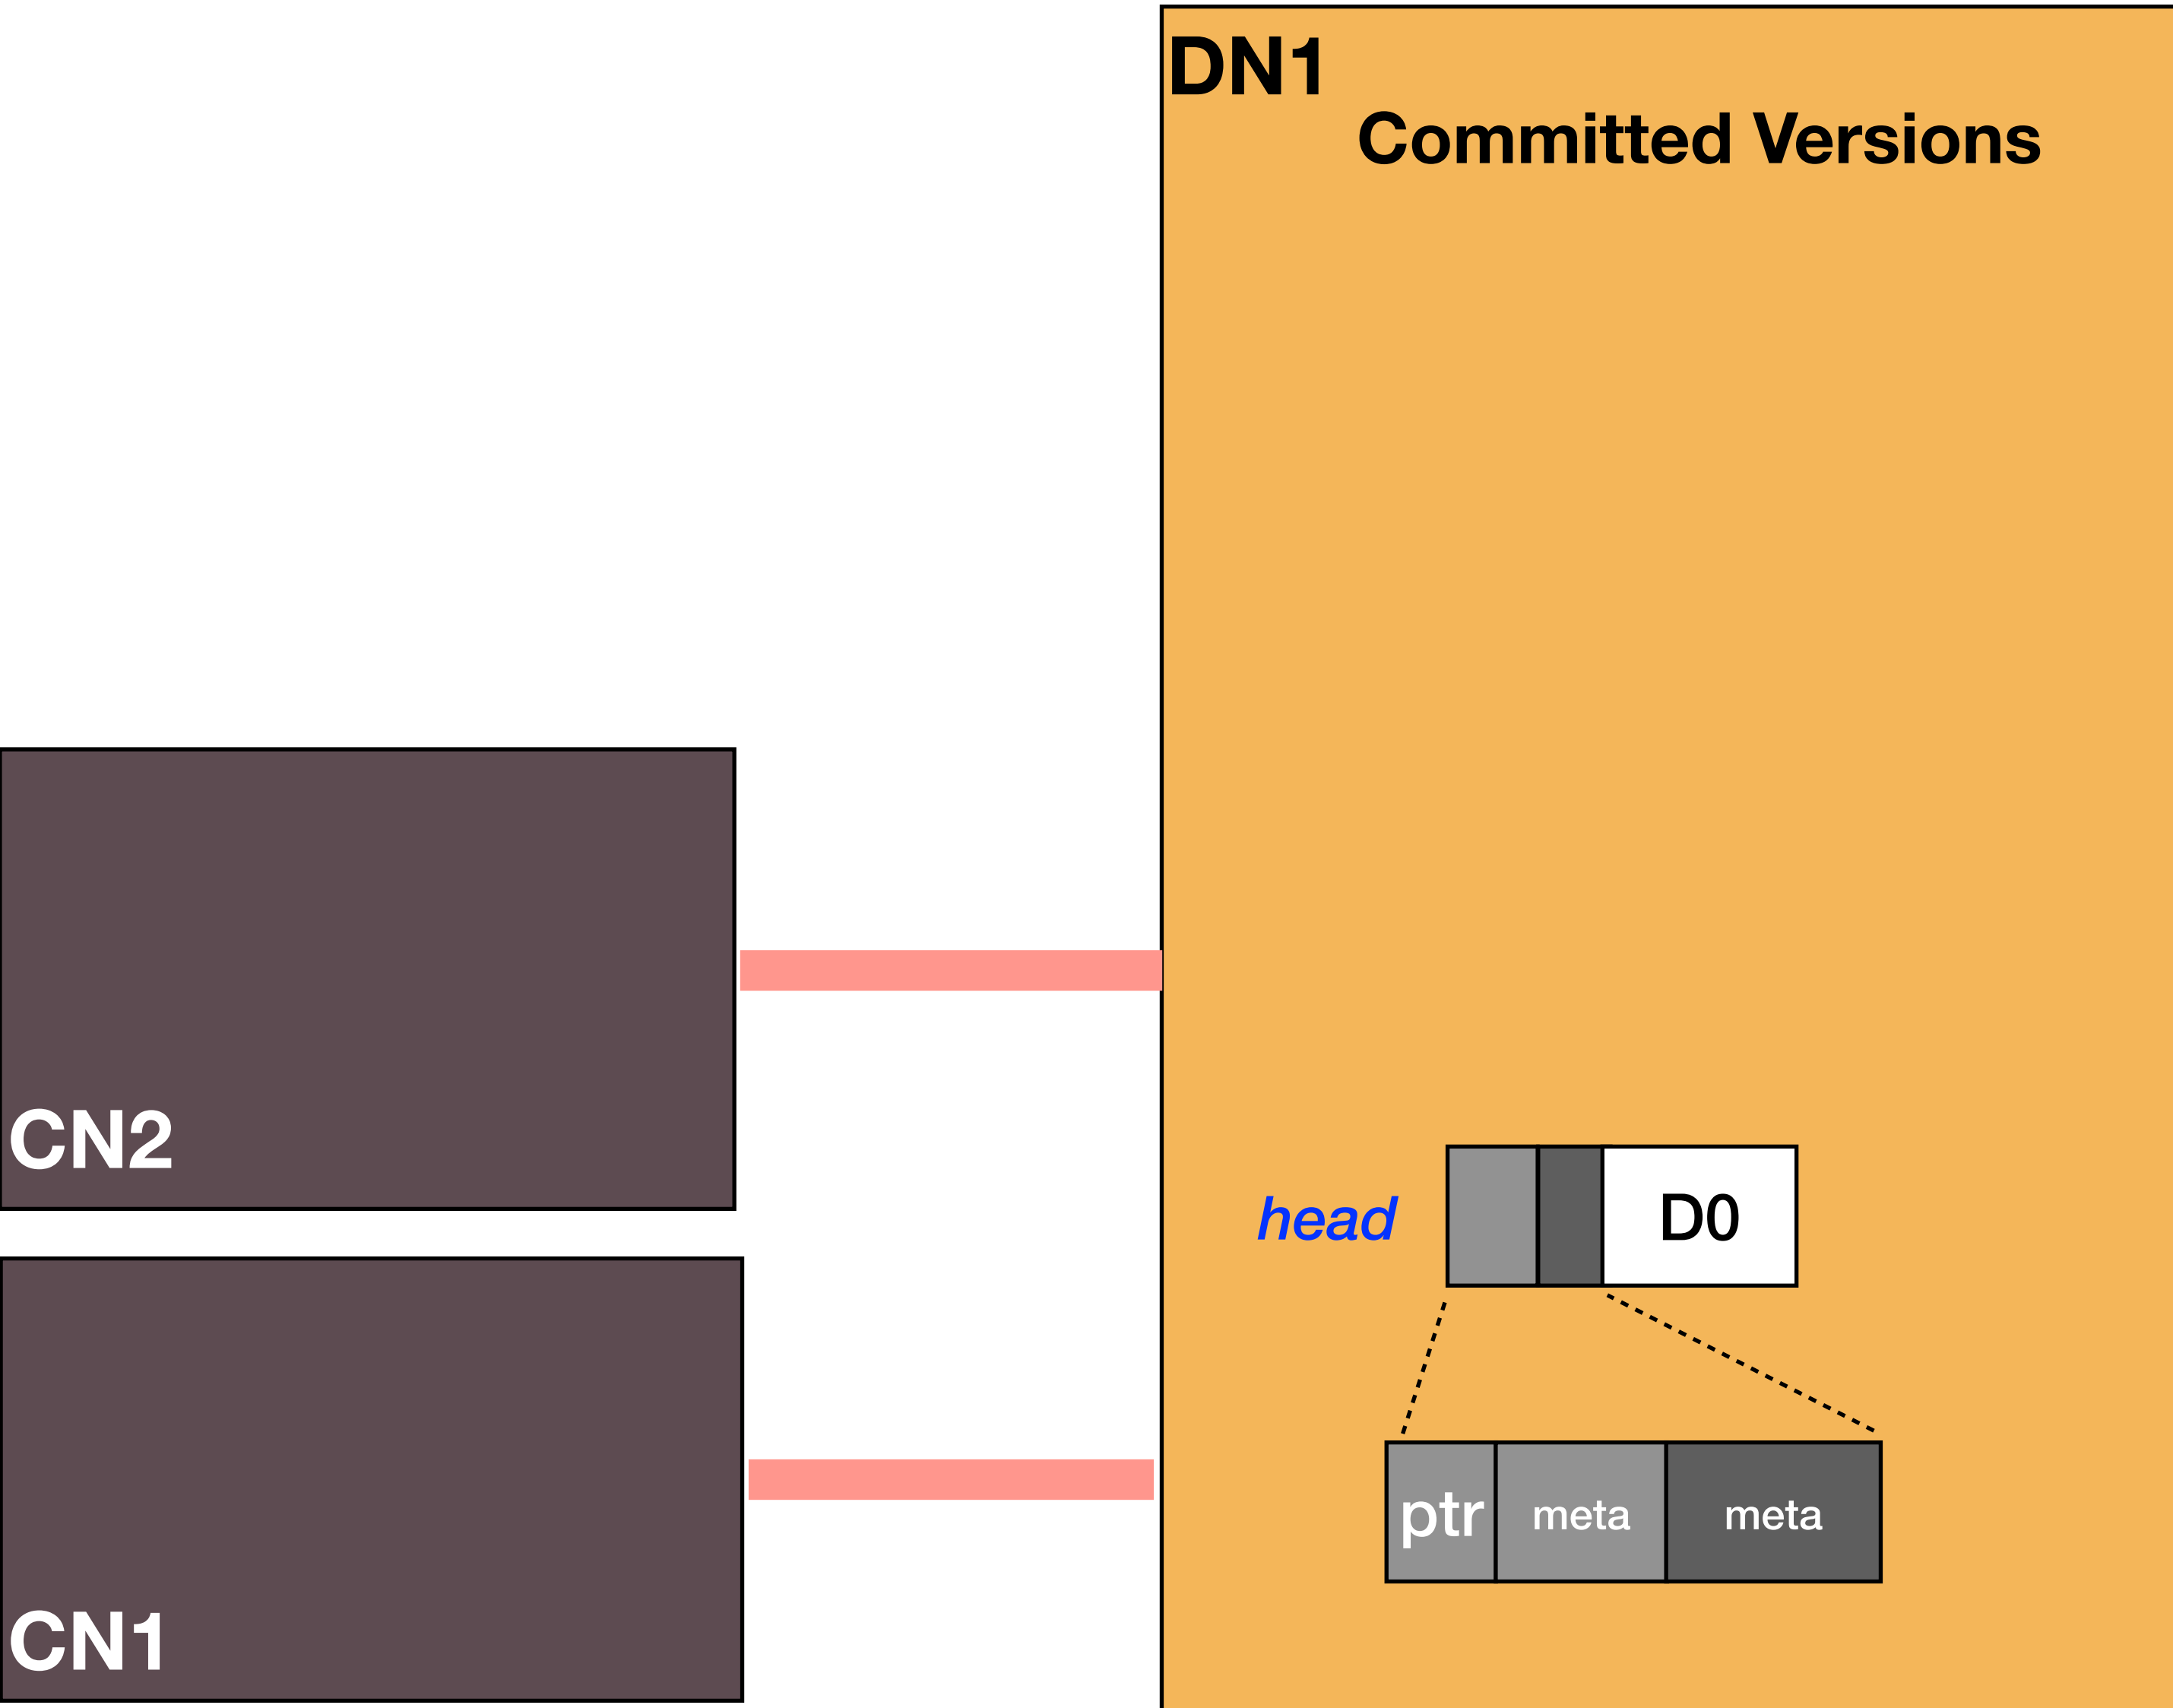 DN1
Committed Versions
CN2
head
D0
ptr
meta
meta
CN1